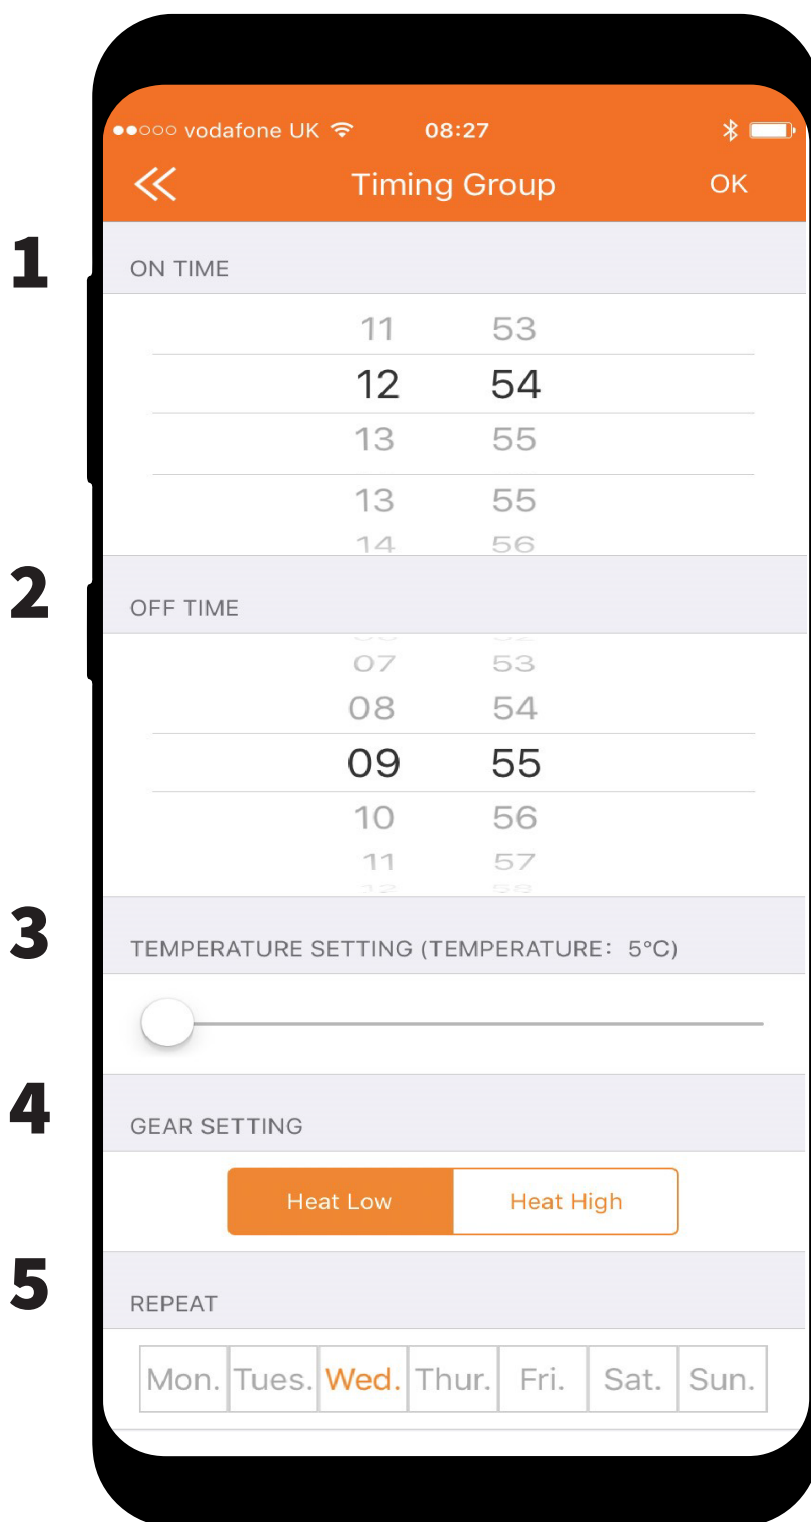 vodafone UK 08:27
Timing Group OK
1
ON TIME
11 53
12 54
13 55
13 55
14 56
2
OFF TIME
07 53
08 54
09 55
10 56
11 57
12 58
3
TEMPERATURE SETTING (TEMPERATURE: 5°C)
4
GEAR SETTING
Heat Low Heat High
5
REPEAT
Mon. Tues. Wed. Thur. Fri. Sat. Sun.